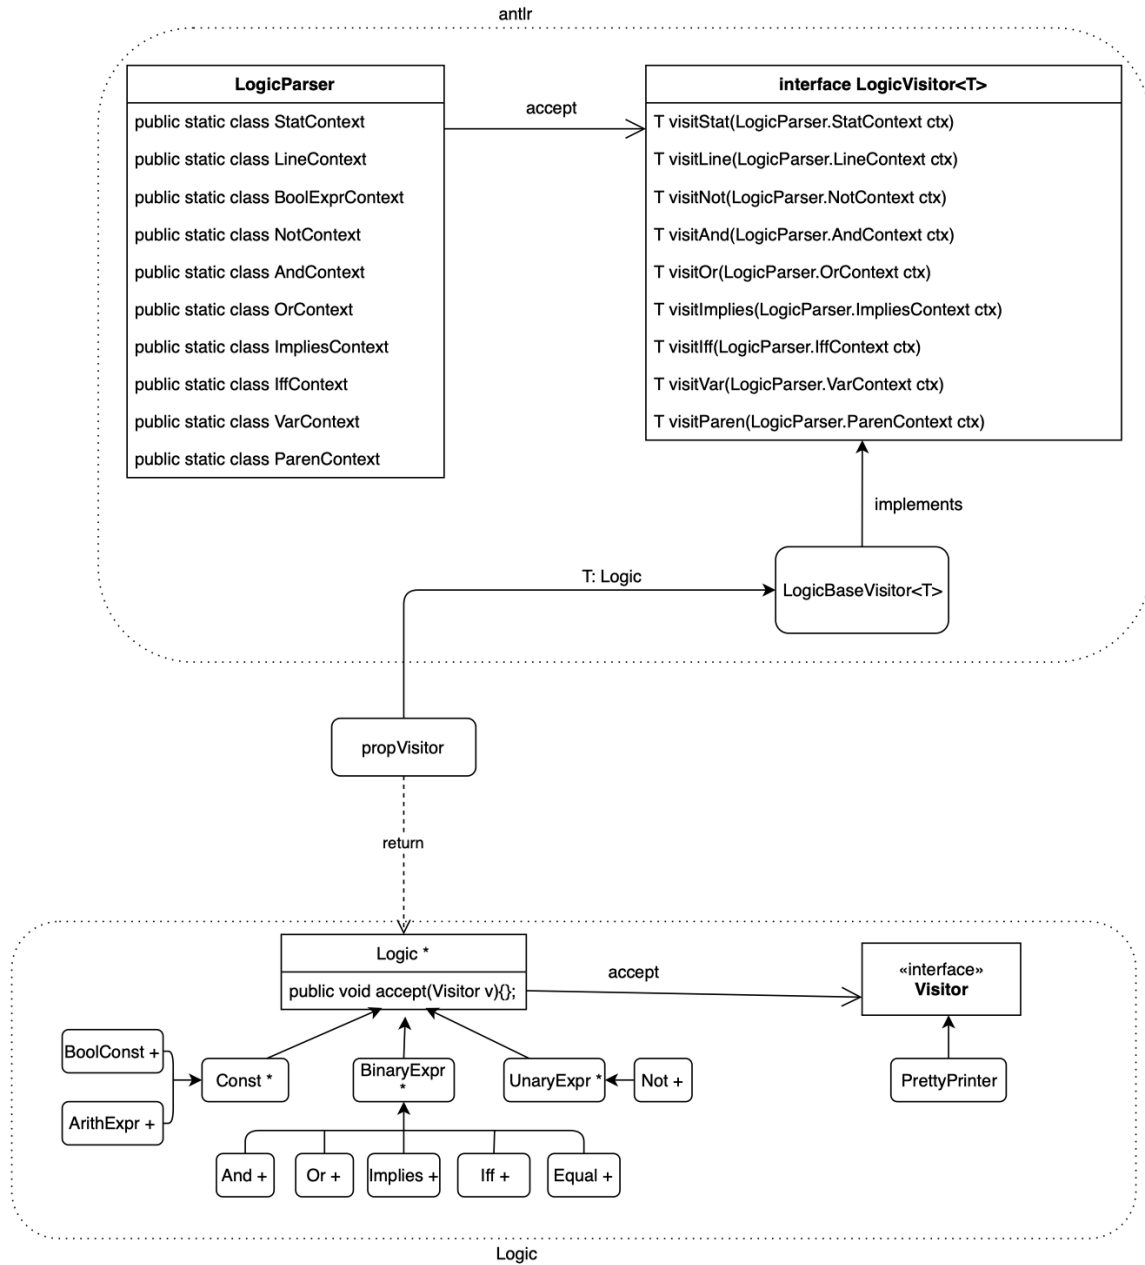 antlr
LogicParser
public static class StatContext
public static class LineContext
public static class BoolExprContext
public static class NotContext
public static class AndContext
public static class OrContext
public static class ImpliesContext
public static class IffContext
public static class VarContext
public static class ParenContext
accept
interface LogicVisitor<T>
T visitStat(LogicParser.StatContext ctx)
T visitLine(LogicParser.LineContext ctx)
T visitNot(LogicParser.NotContext ctx)
T visitAnd(LogicParser.AndContext ctx)
T visitOr(LogicParser.OrContext ctx)
T visitImplies(LogicParser.ImpliesContext ctx)
T visitIff(LogicParser.IffContext ctx)
T visitVar(LogicParser.VarContext ctx)
T visitParen(LogicParser.ParenContext ctx)
implements
T: Logic
LogicBaseVisitor<T>
propVisitor
return
Logic *
public void accept(Visitor v){};
accept
«interface»
Visitor
BoolConst +
ArithExpr +
Const *
BinaryExpr
*
UnaryExpr *
Not +
PrettyPrinter
And +
Or +
Implies +
Iff +
Equal +
Logic